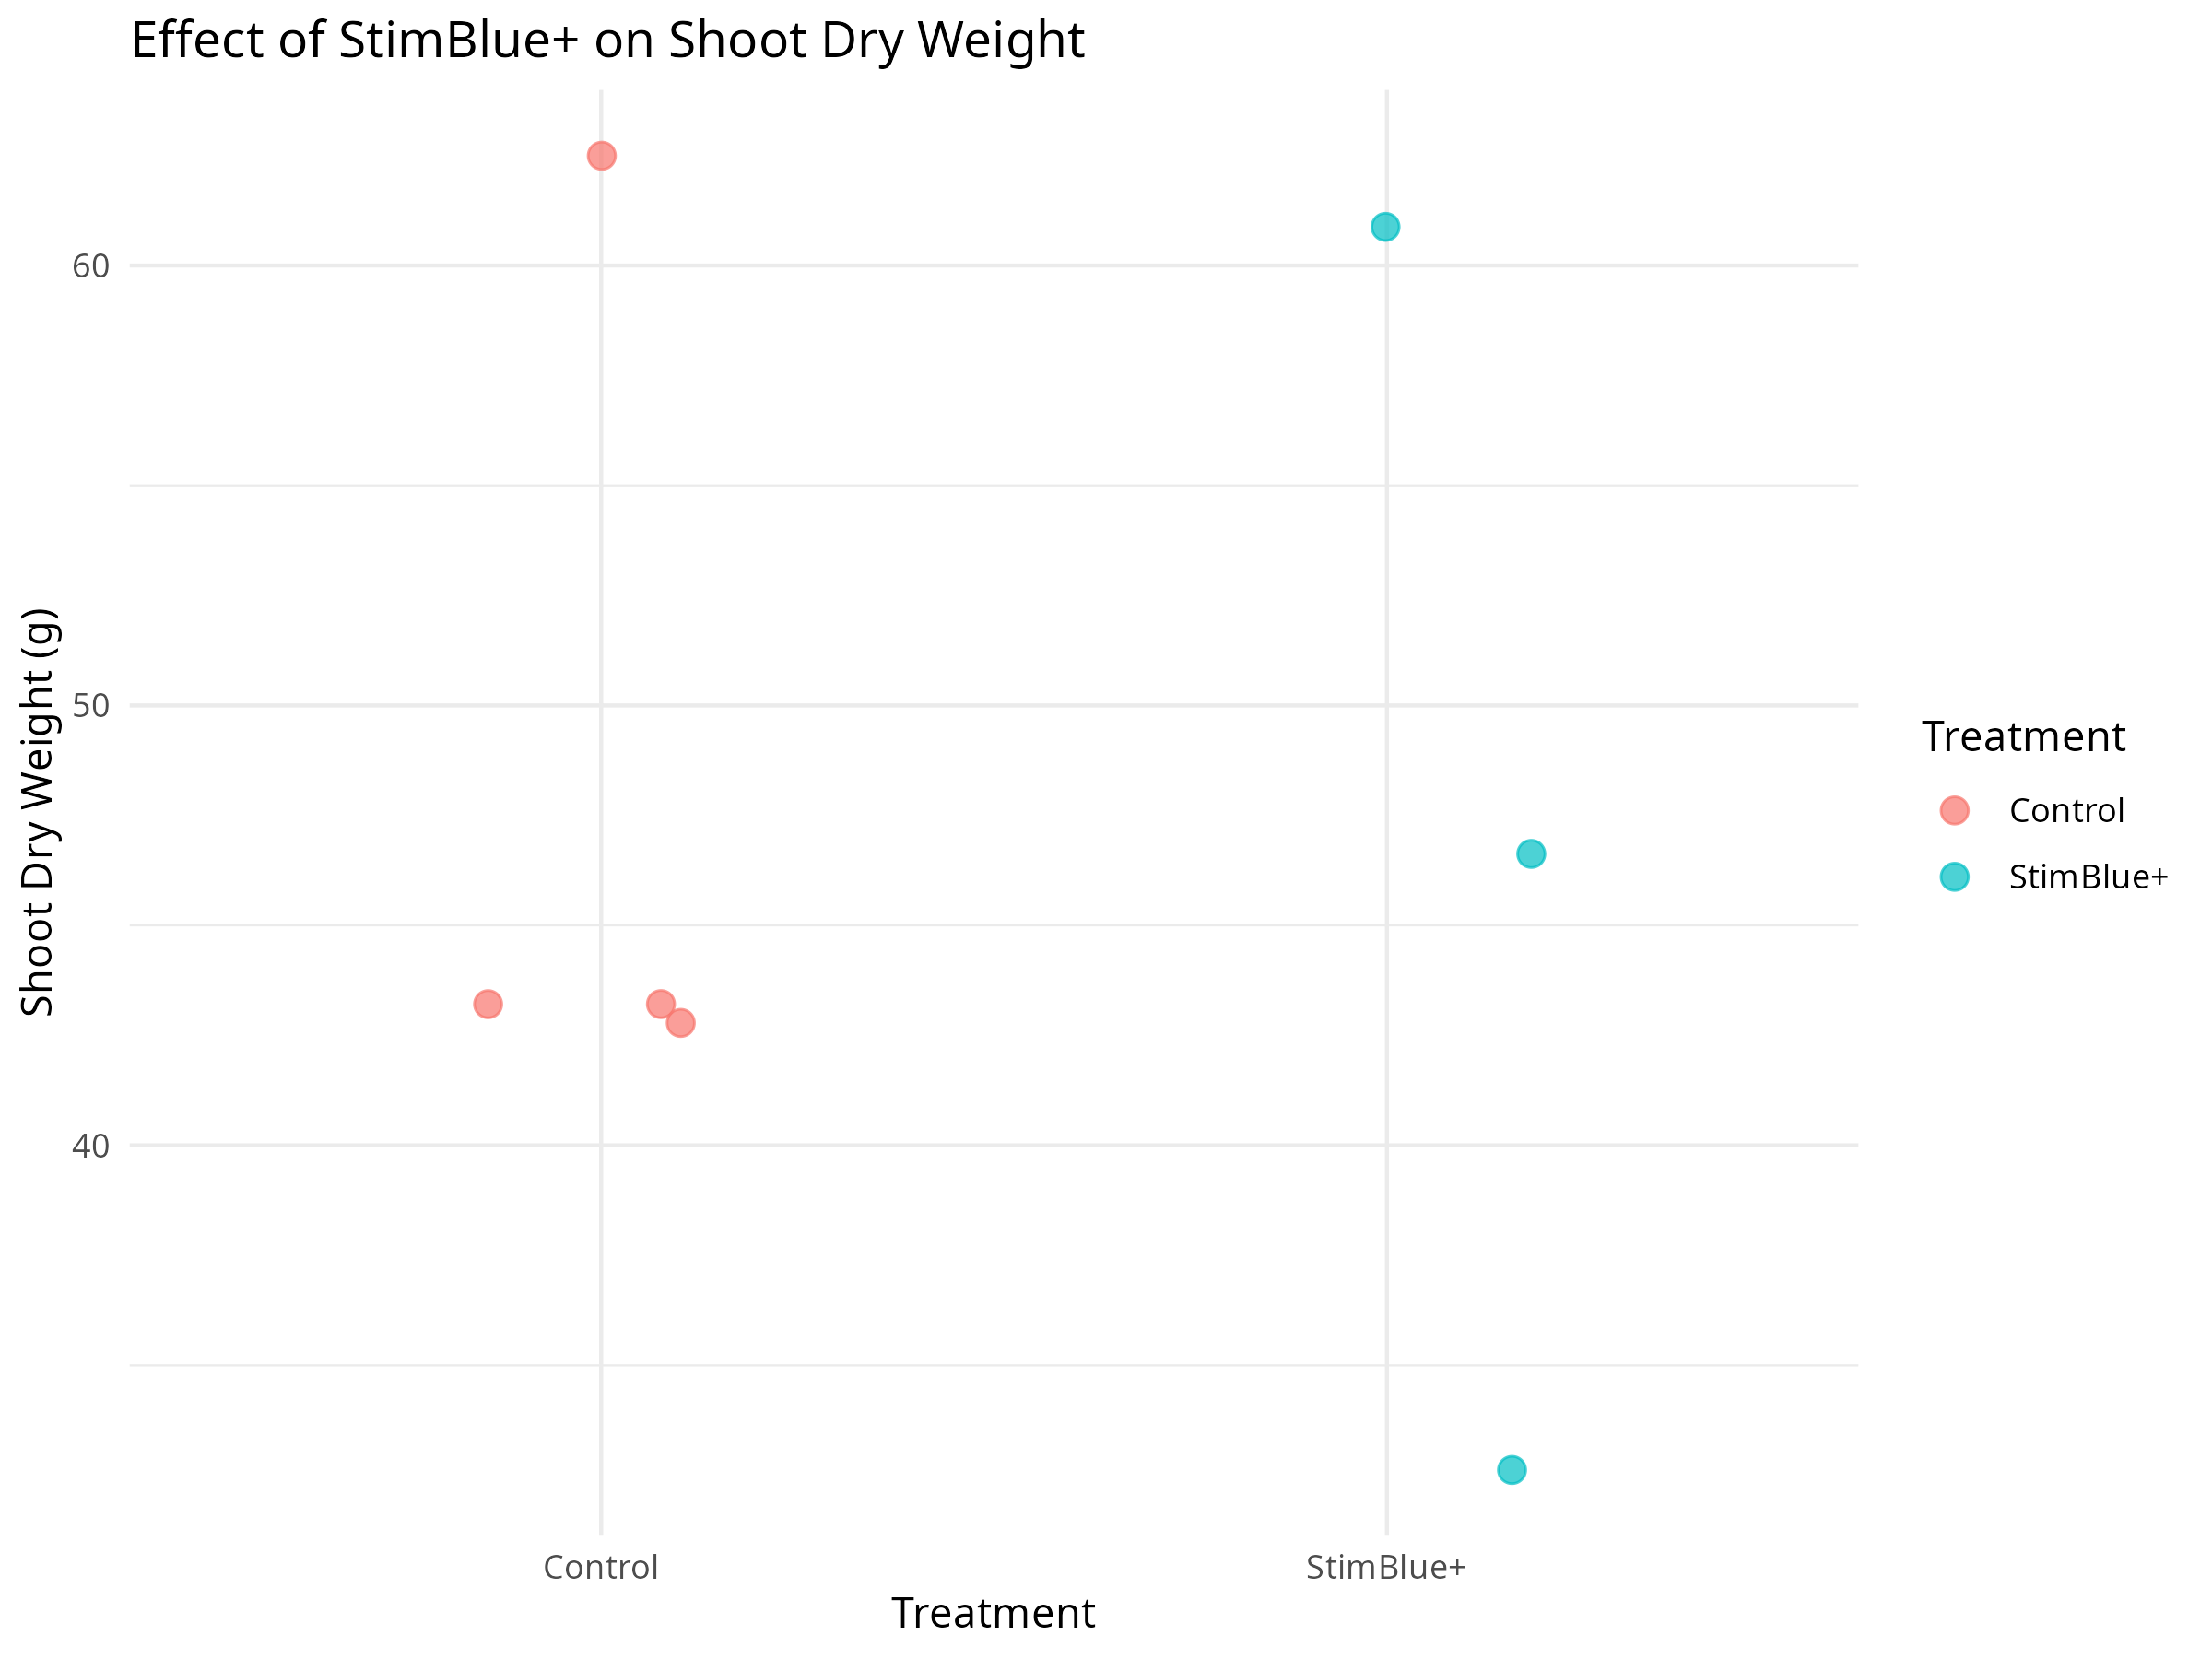 Effect of StimBlue+ on Shoot Dry Weight
Shoot Dry Weight (g)
60
50
40
Control
StimBlue+
Treatment
Treatment
Control
StimBlue+